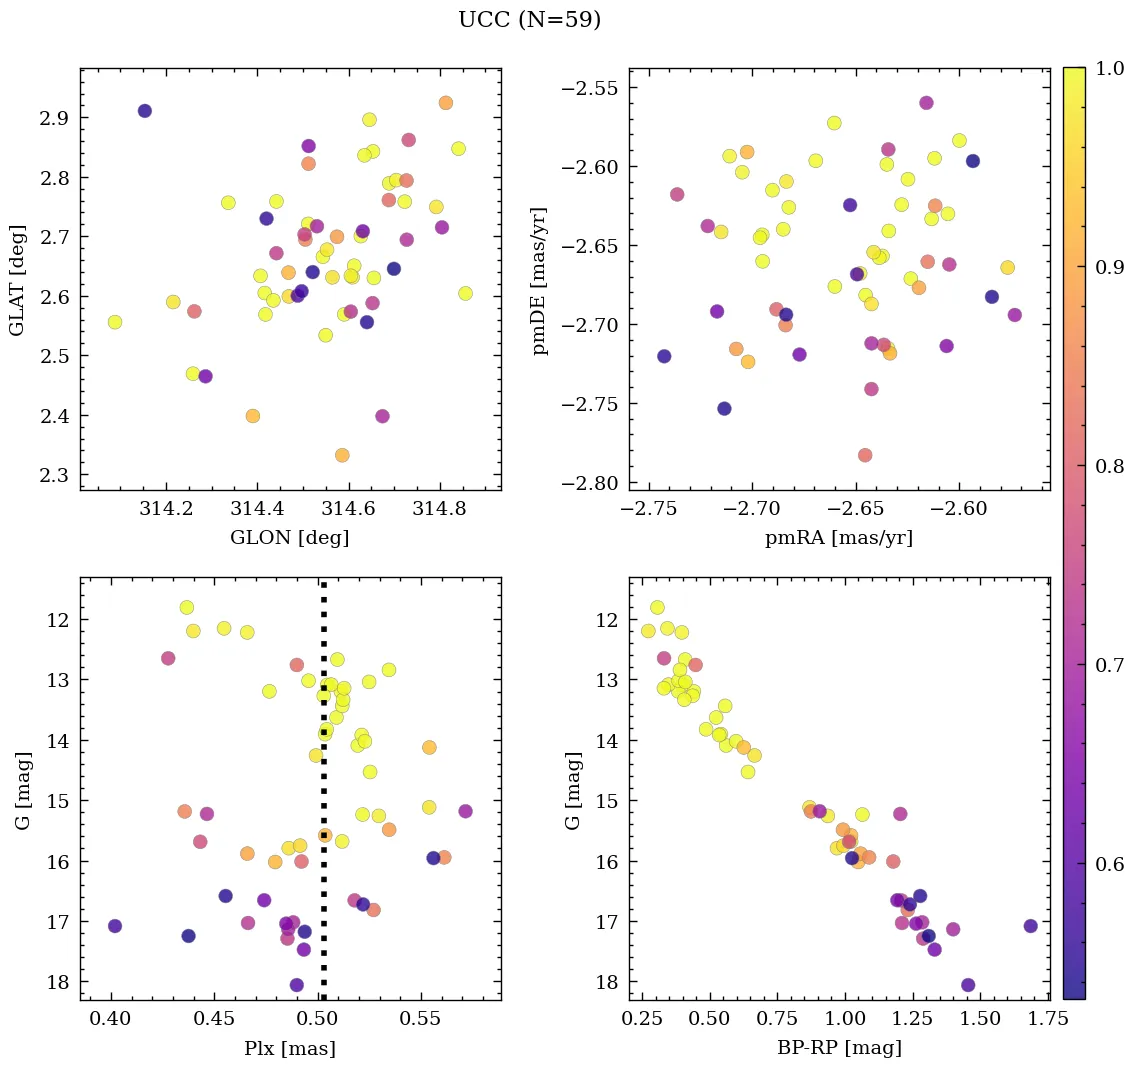 UCC (N=59)
2.9
2.8
2.7
2.6
2.5
2.4
2.3
GLAT [deg]
314.2 314.4 314.6 314.8
GLON [deg]
−2.55
−2.60
−2.65
−2.70
−2.75
−2.80
pmDE [mas/yr]
−2.75 −2.70 −2.65 −2.60
pmRA [mas/yr]
12
13
14
15
16
17
18
G [mag]
0.40 0.45 0.50 0.55
Plx [mas]
12
13
14
15
16
17
18
G [mag]
0.25 0.50 0.75 1.00 1.25 1.50 1.75
BP-RP [mag]
1.0
0.9
0.8
0.7
0.6